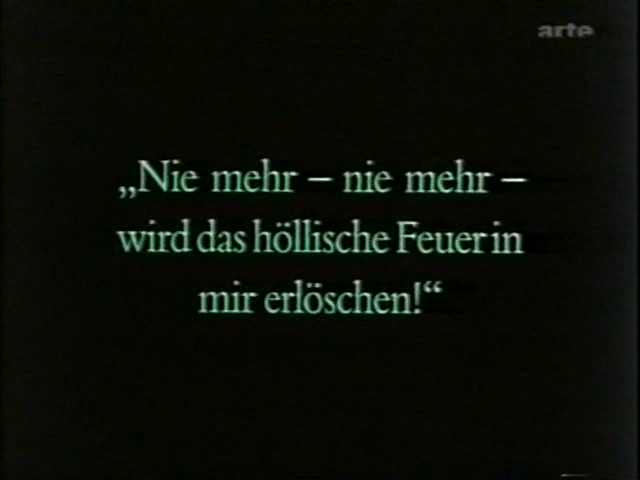 arte
„Nie mehr – nie mehr –
wird das höllische Feuer in
mir erlöschen!“